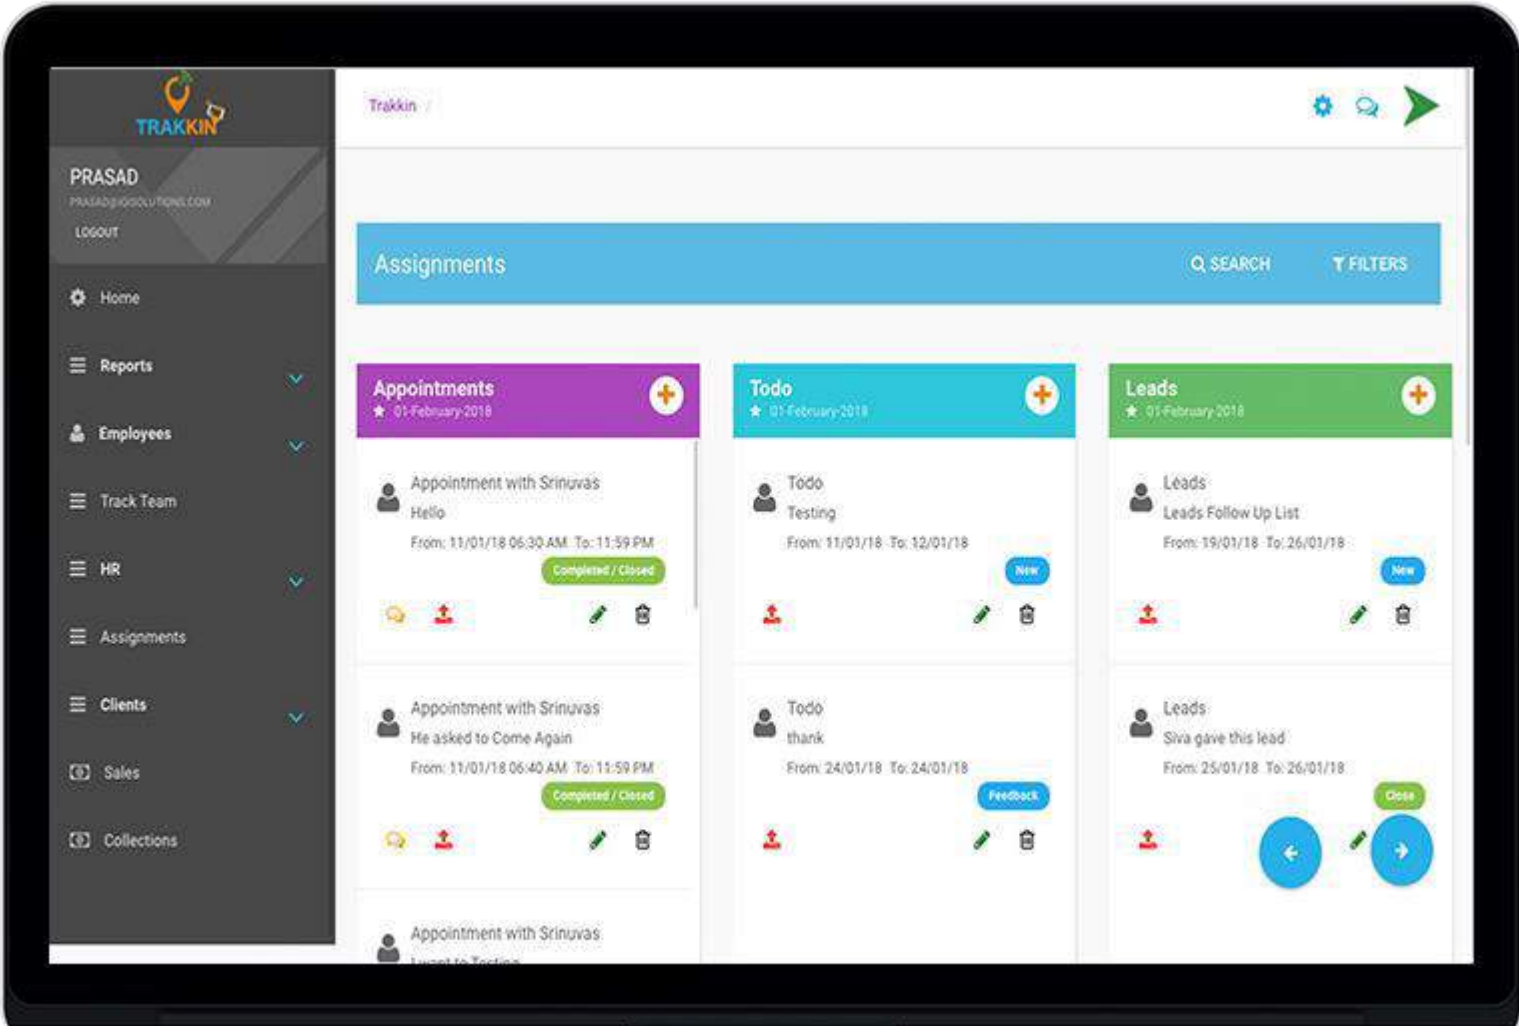 TRAKKIN
PRASAD
LOGOUT
Home
Reports
Employees
Track Team
HR
Assignments
Clients
Sales
Collections
Trakkin /
Assignments
SEARCH
FILTERS
Appointments
01-February-2018
Appointment with Srinuvas
Hello
From: 11/01/18 06:30 AM To: 11:59 PM
Completed / Closed
Appointment with Srinuvas
He asked to Come Again
From: 11/01/18 06:40 AM To: 11:59 PM
Completed / Closed
Appointment with Srinuvas
I want to Testing
Todo
01-February-2018
Todo
Testing
From: 11/01/18 To: 12/01/18
New
Todo
thank
From: 24/01/18 To: 24/01/18
Feedback
Leads
01-February-2018
Leads
Leads Follow Up List
From: 19/01/18 To: 26/01/18
New
Leads
Siva gave this lead
From: 25/01/18 To: 26/01/18
Close